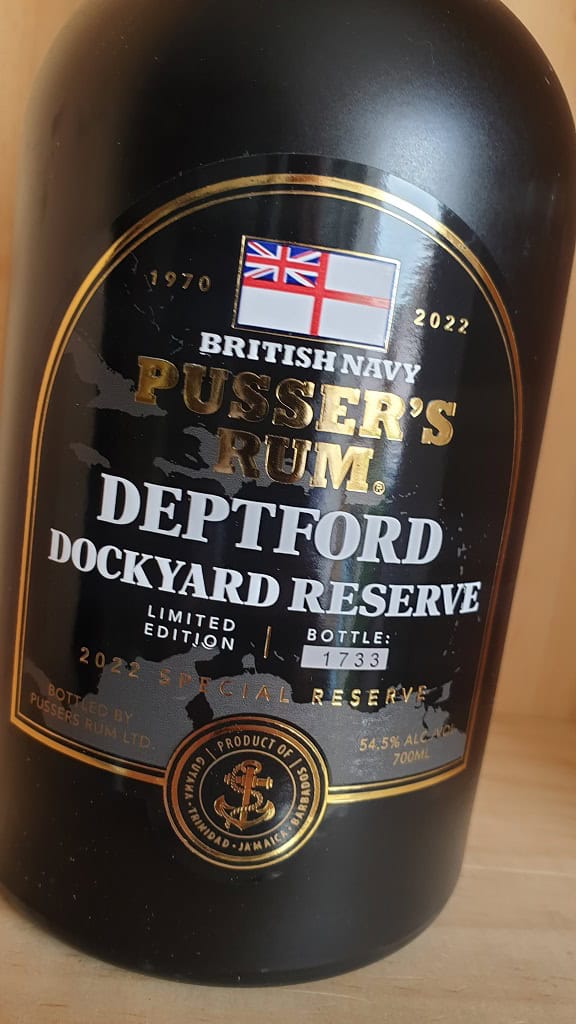 1970
2022
BRITISH NAVY
PUSSER'S
RUM®
DEPTFORD
DOCKYARD RESERVE
LIMITED
EDITION
BOTTLE:
1733
2022 SPECIAL RESERVE
BOTTLED BY
PUSSERS RUM LTD.
54.5% ALC./VOL
700ML
PRODUCT OF
GUYANA · TRINIDAD · JAMAICA · BARBADOS